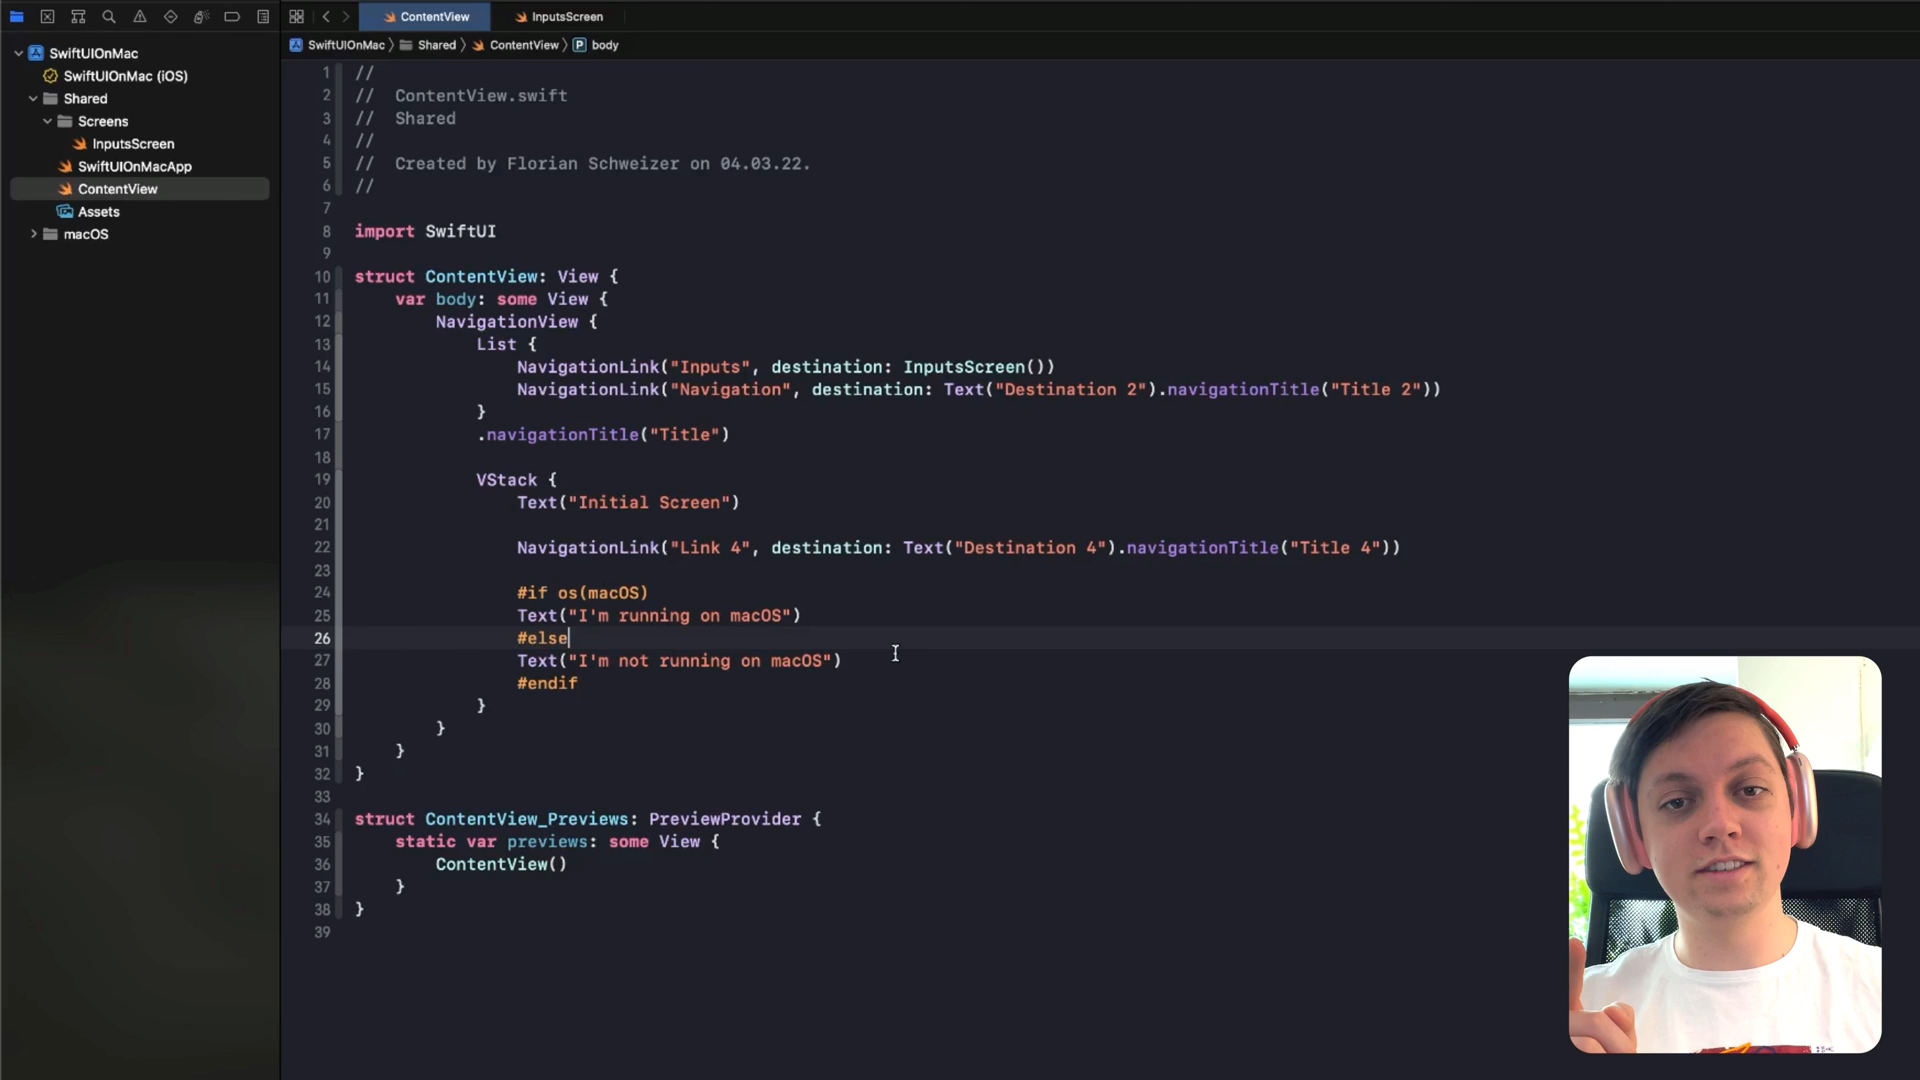 ContentView
InputsScreen
SwiftUIOnMac
SwiftUIOnMac (iOS)
Shared
Screens
InputsScreen
SwiftUIOnMacApp
ContentView
Assets
macOS
SwiftUIOnMac Shared ContentView P body
1 //
2 //  ContentView.swift
3 //  Shared
4 //
5 //  Created by Florian Schweizer on 04.03.22.
6 //
7
8 import SwiftUI
9
10 struct ContentView: View {
11     var body: some View {
12         NavigationView {
13             List {
14                 NavigationLink("Inputs", destination: InputsScreen())
15                 NavigationLink("Navigation", destination: Text("Destination 2").navigationTitle("Title 2"))
16             }
17             .navigationTitle("Title")
18
19             VStack {
20                 Text("Initial Screen")
21
22                 NavigationLink("Link 4", destination: Text("Destination 4").navigationTitle("Title 4"))
23
24                 #if os(macOS)
25                 Text("I'm running on macOS")
26                 #else
27                 Text("I'm not running on macOS")
28                 #endif
29             }
30         }
31     }
32 }
33
34 struct ContentView_Previews: PreviewProvider {
35     static var previews: some View {
36         ContentView()
37     }
38 }
39